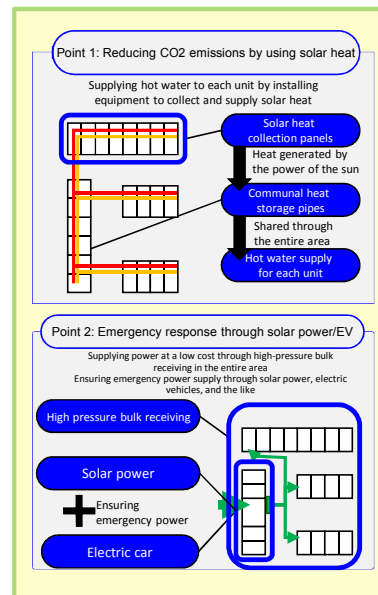 Point 1: Reducing CO2 emissions by using solar heat
Supplying hot water to each unit by installing
equipment to collect and supply solar heat
Solar heat
collection panels
Heat generated by
the power of the sun
Communal heat
storage pipes
Shared through
the entire area
Hot water supply
for each unit
Point 2: Emergency response through solar power/EV
Supplying power at a low cost through high-pressure bulk
receiving in the entire area
Ensuring emergency power supply through solar power, electric
vehicles, and the like
High pressure bulk receiving
Solar power
Ensuring
emergency power
Electric car